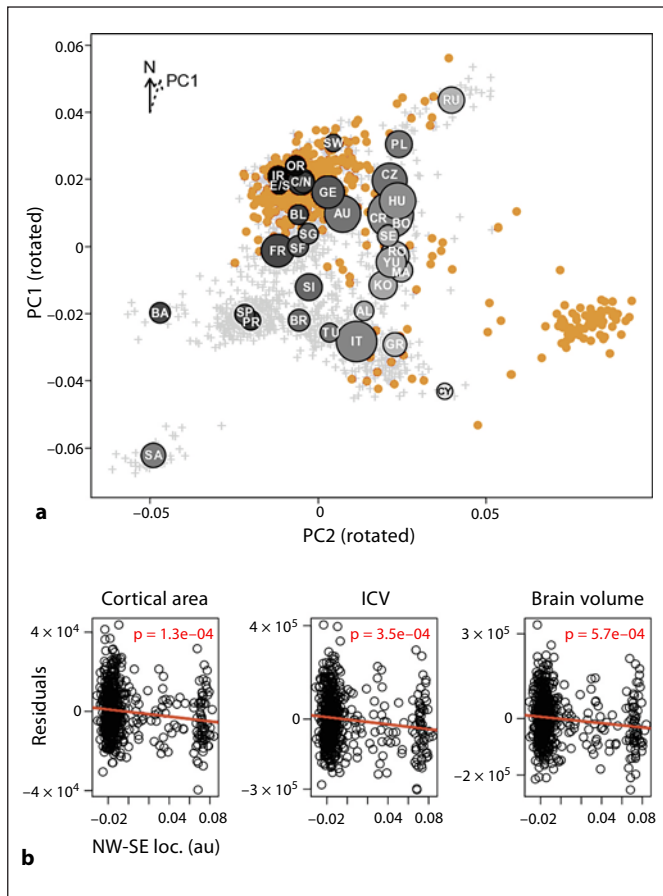 0.06
0.04
0.02
0
−0.02
−0.04
−0.06
PC1 (rotated)
N
PC1
RU
SW
PL
OR
IR
E/S
C/N
CZ
GE
HU
AU
CR
BO
BL
SG
SE
FR
SF
RO
YU
MA
SI
KO
BA
SP
PR
BR
AL
TU
IT
GR
CY
SA
−0.05
0
0.05
PC2 (rotated)
a
Cortical area
ICV
Brain volume
p = 1.3e−04
p = 3.5e−04
p = 5.7e−04
4 × 10⁴
0
−4 × 10⁴
Residuals
4 × 10⁵
0
−3 × 10⁵
3 × 10⁵
0
−2 × 10⁵
−0.02
0.04
0.08
−0.02
0.04
0.08
−0.02
0.04
0.08
NW-SE loc. (au)
b